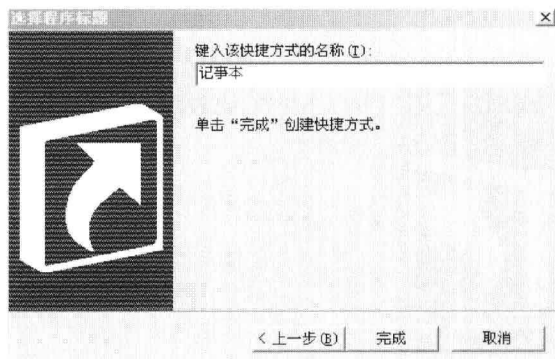 选择程序标题
键入该快捷方式的名称(T):
记事本
单击“完成”创建快捷方式。
< 上一步(B)
完成
取消